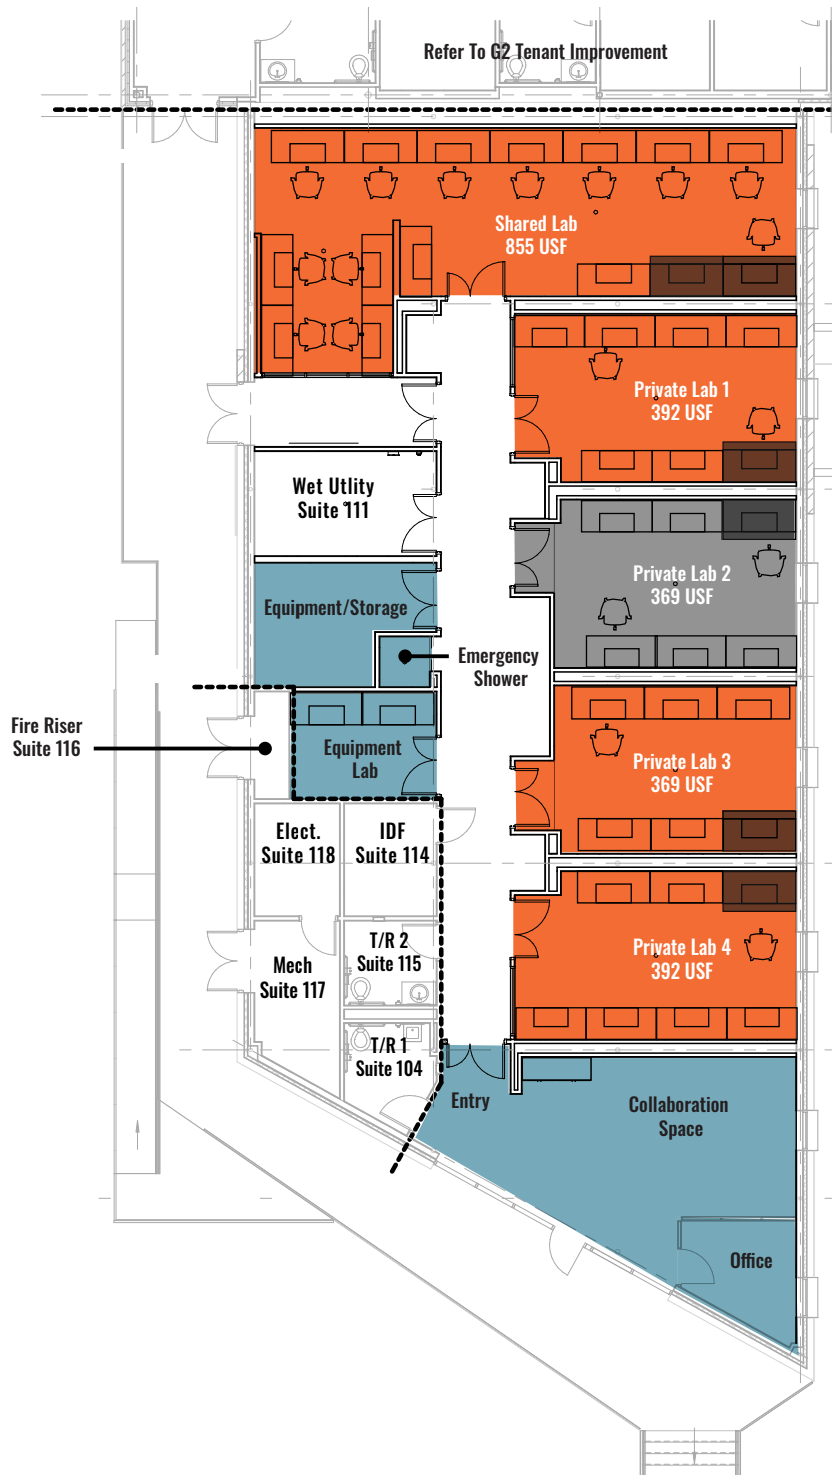 Refer To G2 Tenant Improvement
Shared Lab
855 USF
Private Lab 1
392 USF
Wet Utlity
Suite 111
Private Lab 2
369 USF
Equipment/Storage
Emergency
Shower
Fire Riser
Suite 116
Equipment
Lab
Private Lab 3
369 USF
Elect.
Suite 118
IDF
Suite 114
T/R 2
Suite 115
Private Lab 4
392 USF
Mech
Suite 117
T/R 1
Suite 104
Entry
Collaboration
Space
Office